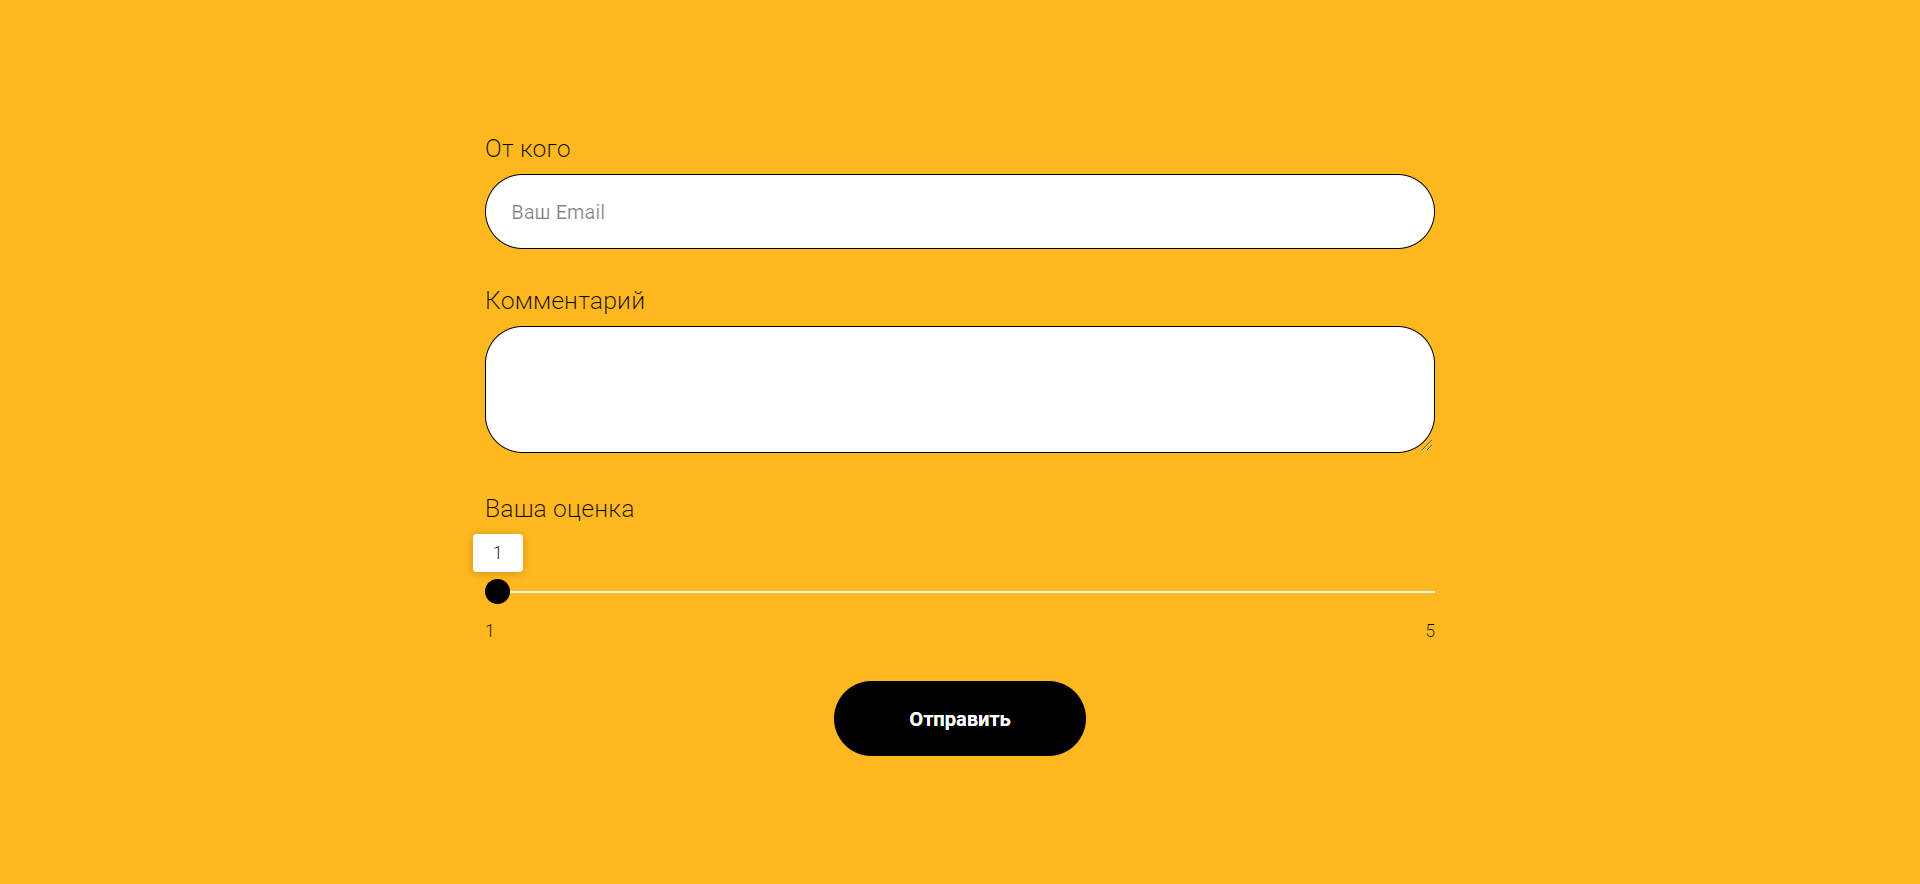 От кого
Ваш Email
Комментарий
Ваша оценка
1
1 5
Отправить